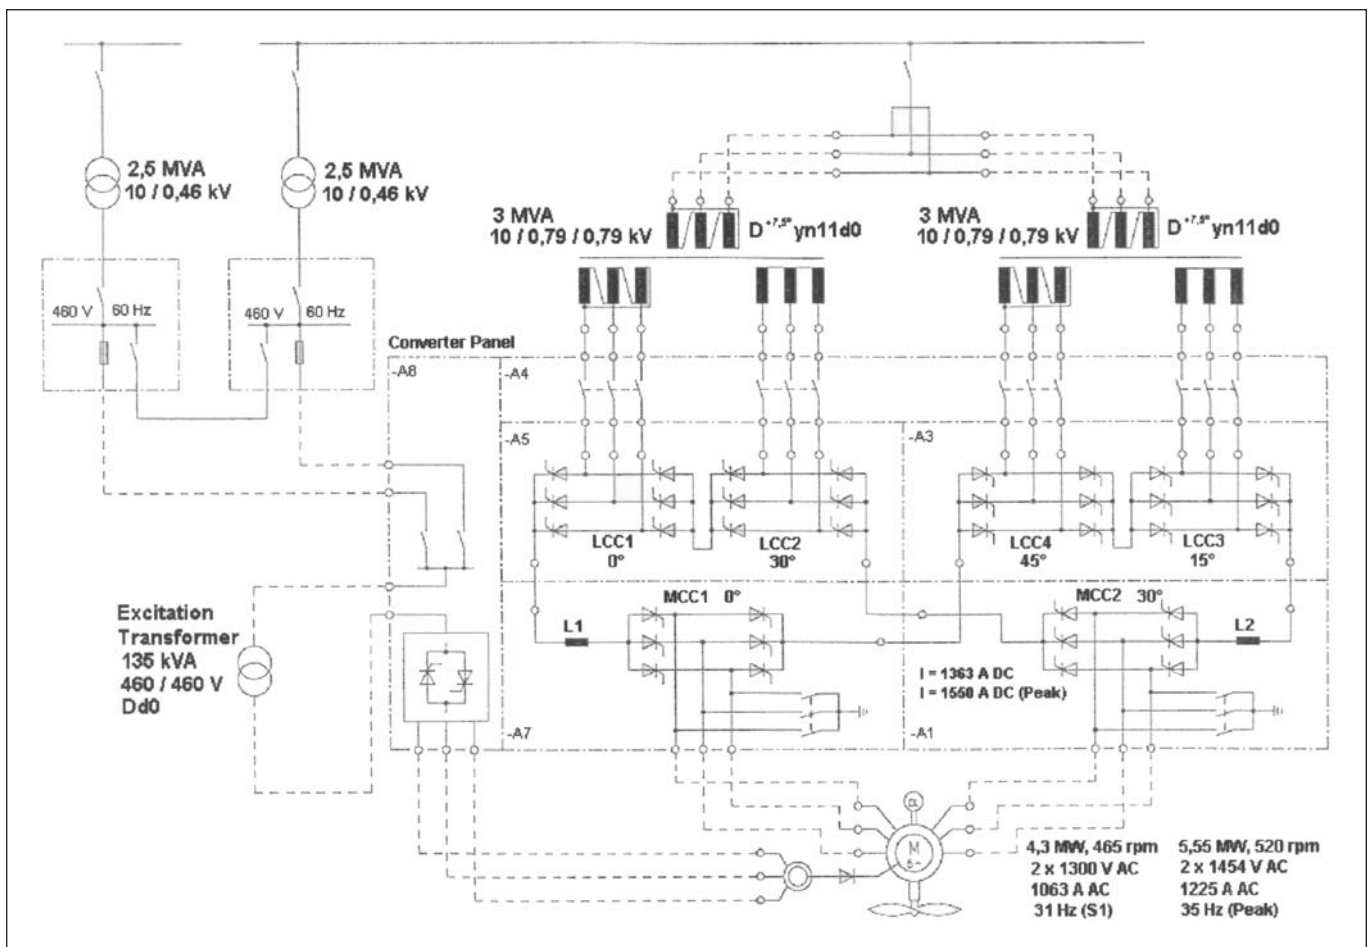 2,5 MVA
10 / 0,46 kV
2,5 MVA
10 / 0,46 kV
3 MVA
10 / 0,79 / 0,79 kV
D +7,5° yn11d0
3 MVA
10 / 0,79 / 0,79 kV
D +7,5° yn11d0
460 V 60 Hz
460 V 60 Hz
Converter Panel
-A8
-A4
-A5
-A3
LCC1
0°
LCC2
30°
LCC4
45°
LCC3
15°
MCC1 0°
MCC2 30°
L1
L2
Excitation
Transformer
135 kVA
460 / 460 V
Dd0
I = 1363 A DC
I = 1550 A DC (Peak)
-A7
-A1
α
M
6~
4,3 MW, 465 rpm
2 x 1300 V AC
1063 A AC
31 Hz (S1)
5,55 MW, 520 rpm
2 x 1454 V AC
1225 A AC
35 Hz (Peak)